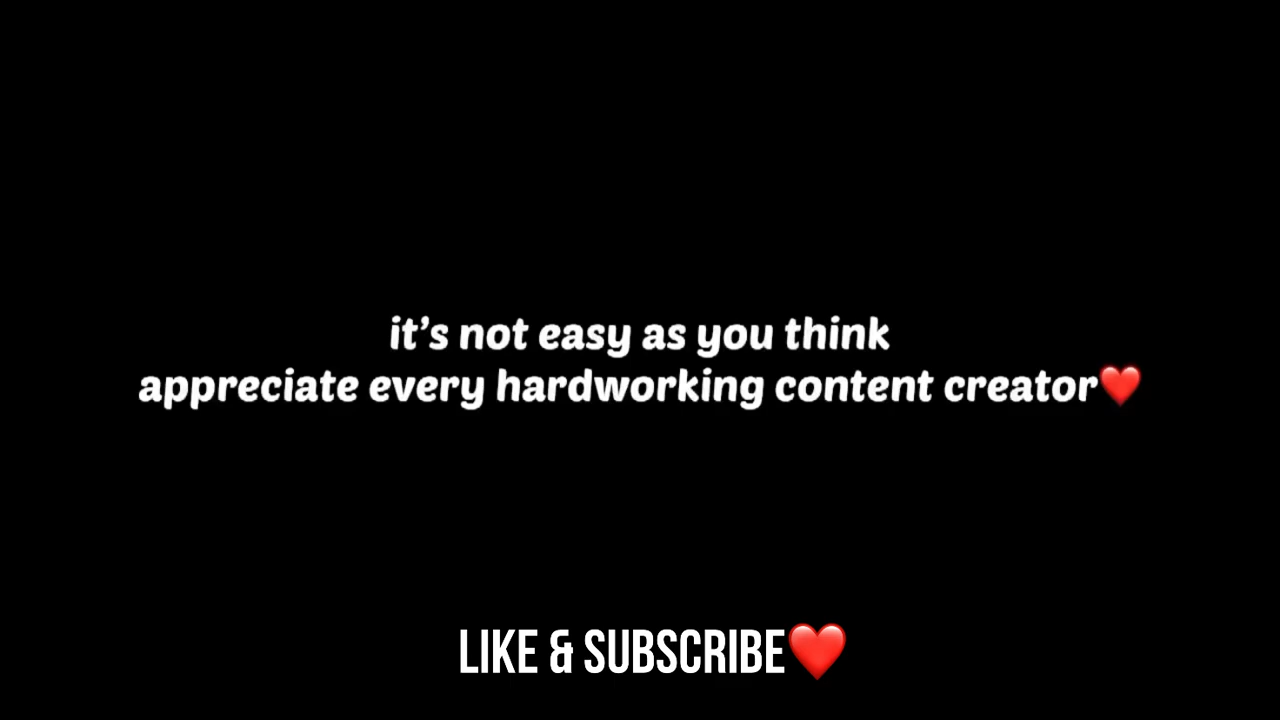 it’s not easy as you think
appreciate every hardworking content creator❤️
LIKE & SUBSCRIBE❤️